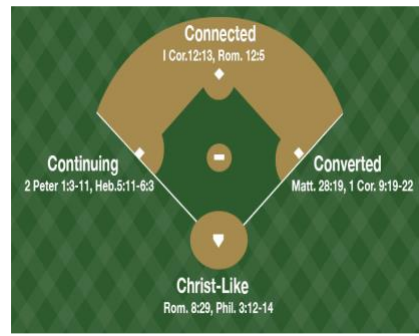 Connected
I Cor.12:13, Rom. 12:5
Continuing
2 Peter 1:3-11, Heb.5:11-6:3
Converted
Matt. 28:19, 1 Cor. 9:19-22
Christ-Like
Rom. 8:29, Phil. 3:12-14